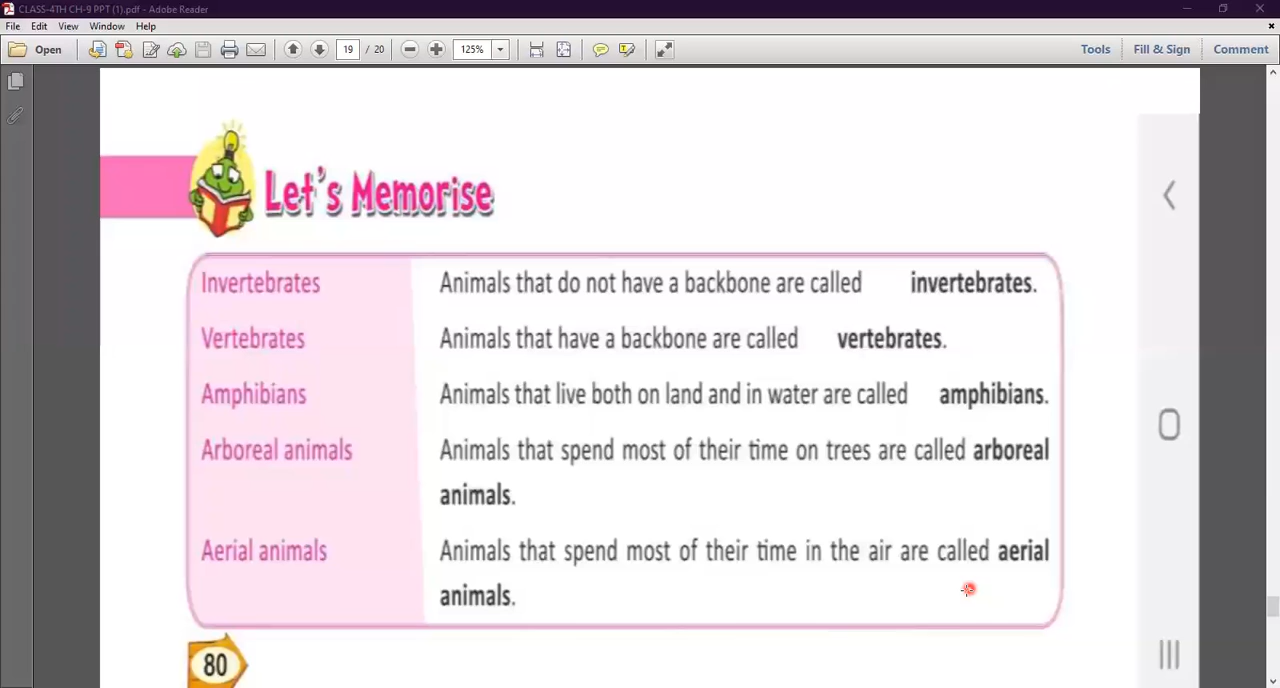 CLASS-4TH CH-9 PPT (1).pdf - Adobe Reader
File Edit View Window Help
Open 19 / 20 125% Tools Fill & Sign Comment
Let's Memorise
Invertebrates Animals that do not have a backbone are called invertebrates.
Vertebrates Animals that have a backbone are called vertebrates.
Amphibians Animals that live both on land and in water are called amphibians.
Arboreal animals Animals that spend most of their time on trees are called arboreal
animals.
Aerial animals Animals that spend most of their time in the air are called aerial
animals.
80